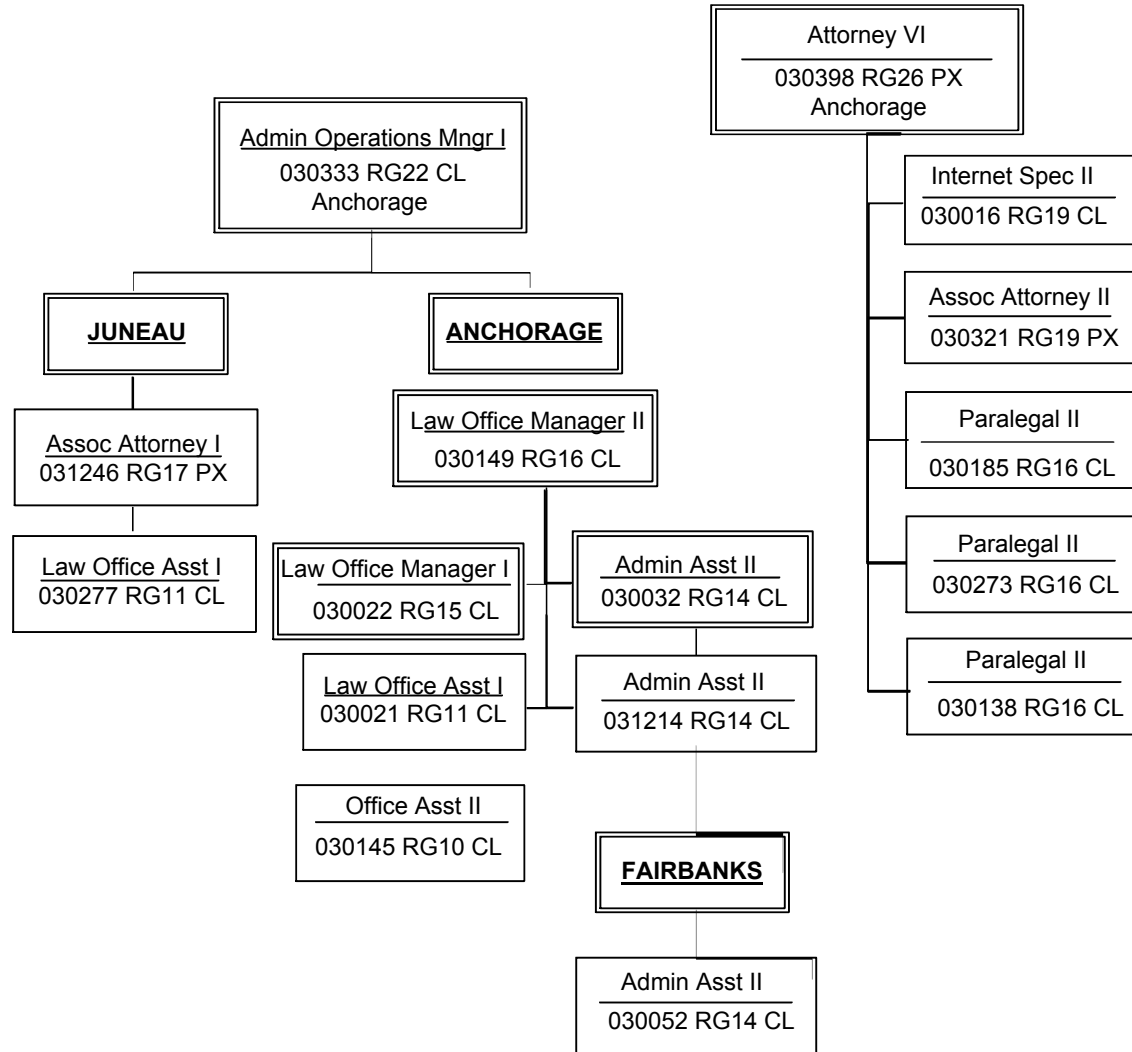 Attorney VI
030398 RG26 PX
Anchorage
Admin Operations Mngr I
030333 RG22 CL
Anchorage
Internet Spec II
030016 RG19 CL
JUNEAU
ANCHORAGE
Assoc Attorney II
030321 RG19 PX
Assoc Attorney I
031246 RG17 PX
Law Office Manager II
030149 RG16 CL
Paralegal II
030185 RG16 CL
Law Office Asst I
030277 RG11 CL
Law Office Manager I
030022 RG15 CL
Admin Asst II
030032 RG14 CL
Paralegal II
030273 RG16 CL
Law Office Asst I
030021 RG11 CL
Admin Asst II
031214 RG14 CL
Paralegal II
030138 RG16 CL
Office Asst II
030145 RG10 CL
FAIRBANKS
Admin Asst II
030052 RG14 CL